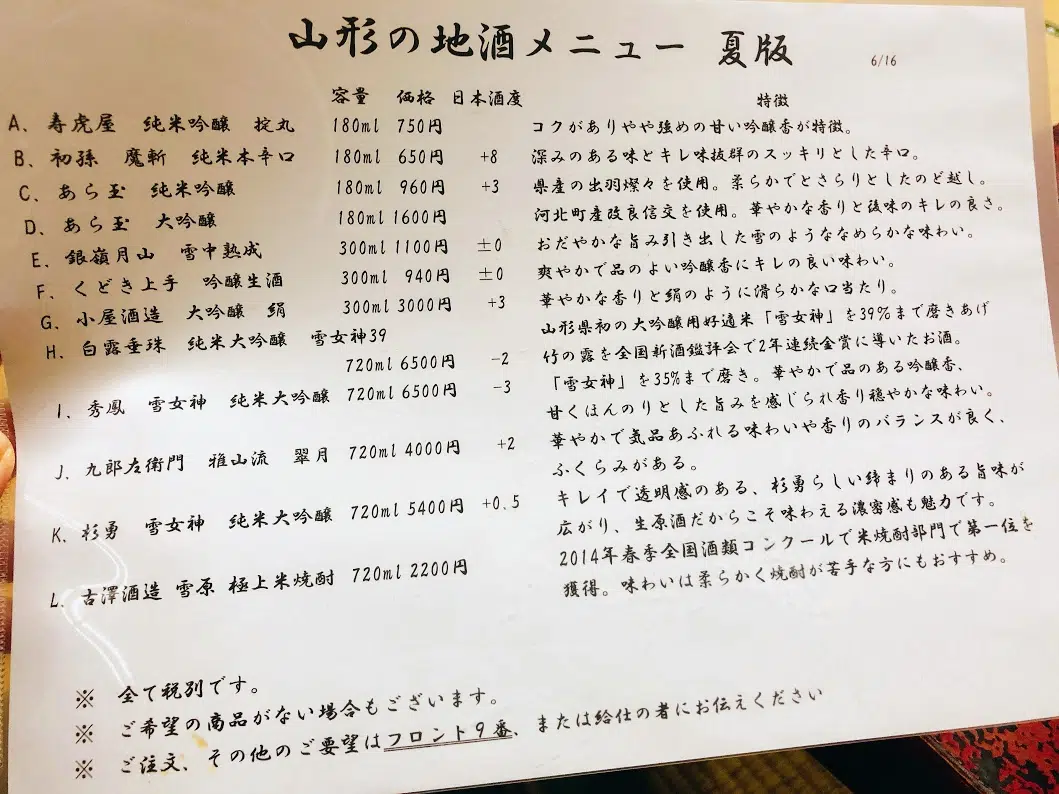 山形の地酒メニュー 夏版
6/16
容量 価格 日本酒度 特徴
A、寿虎屋 純米吟醸 掟丸 180ml 750円 コクがありやや強めの甘い吟醸香が特徴。
B、初孫 魔斬 純米本辛口 180ml 650円 +8 深みのある味とキレ味抜群のスッキリとした辛口。
C、あら玉 純米吟醸 180ml 960円 +3 県産の出羽燦々を使用。柔らかでとさらりとしたのど越し。
D、あら玉 大吟醸 180ml 1600円 河北町産改良信交を使用。華やかな香りと後味のキレの良さ。
E、銀嶺月山 雪中熟成 300ml 1100円 ±0 おだやかな旨み引き出した雪のようななめらかな味わい。
F、くどき上手 吟醸生酒 300ml 940円 ±0 爽やかで品のよい吟醸香にキレの良い味わい。
G、小屋酒造 大吟醸 絹 300ml 3000円 +3 華やかな香りと絹のように滑らかな口当たり。
H、白露垂珠 純米大吟醸 雪女神39 山形県初の大吟醸用好適米「雪女神」を39%まで磨きあげ
720ml 6500円 -2 竹の露を全国新酒鑑評会で2年連続金賞に導いたお酒。
I、秀鳳 雪女神 純米大吟醸 720ml 6500円 -3 「雪女神」を35%まで磨き。華やかで品のある吟醸香、
甘くほんのりとした旨みを感じられ香り穏やかな味わい。
J、九郎左衛門 雅山流 翠月 720ml 4000円 +2 華やかで気品あふれる味わいや香りのバランスが良く、
ふくらみがある。
K、杉勇 雪女神 純米大吟醸 720ml 5400円 +0.5 キレイで透明感のある、杉勇らしい締まりのある旨味が
広がり、生原酒だからこそ味わえる濃密感も魅力です。
L、古澤酒造 雪原 極上米焼酎 720ml 2200円 2014年春季全国酒類コンクールで米焼酎部門で第一位を
獲得。味わいは柔らかく焼酎が苦手な方にもおすすめ。
※ 全て税別です。
※ ご希望の商品がない場合もございます。
※ ご注文、その他のご要望はフロント9番、または給仕の者にお伝えください